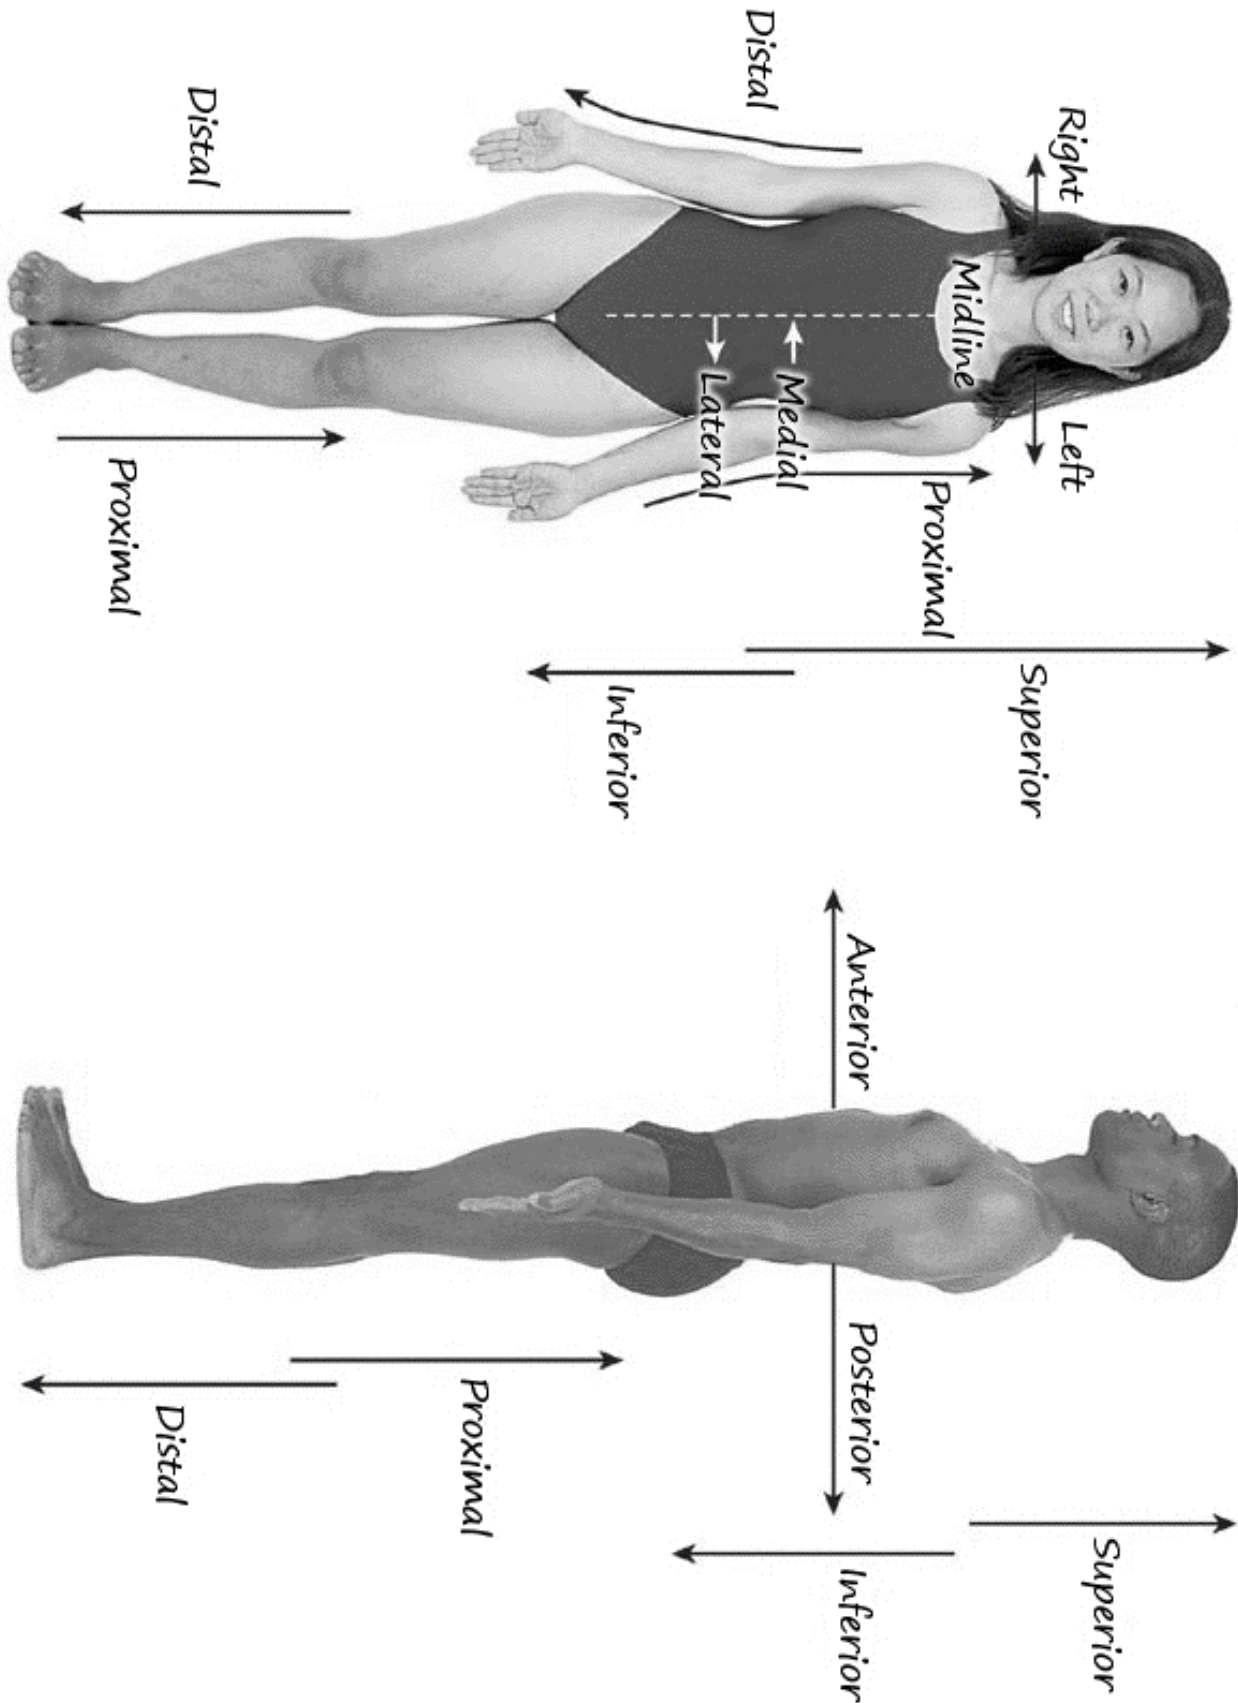 Right
Left
Distal
Midline
Medial
Lateral
Proximal
Superior
Inferior
Distal
Proximal
Anterior
Posterior
Superior
Inferior
Proximal
Distal